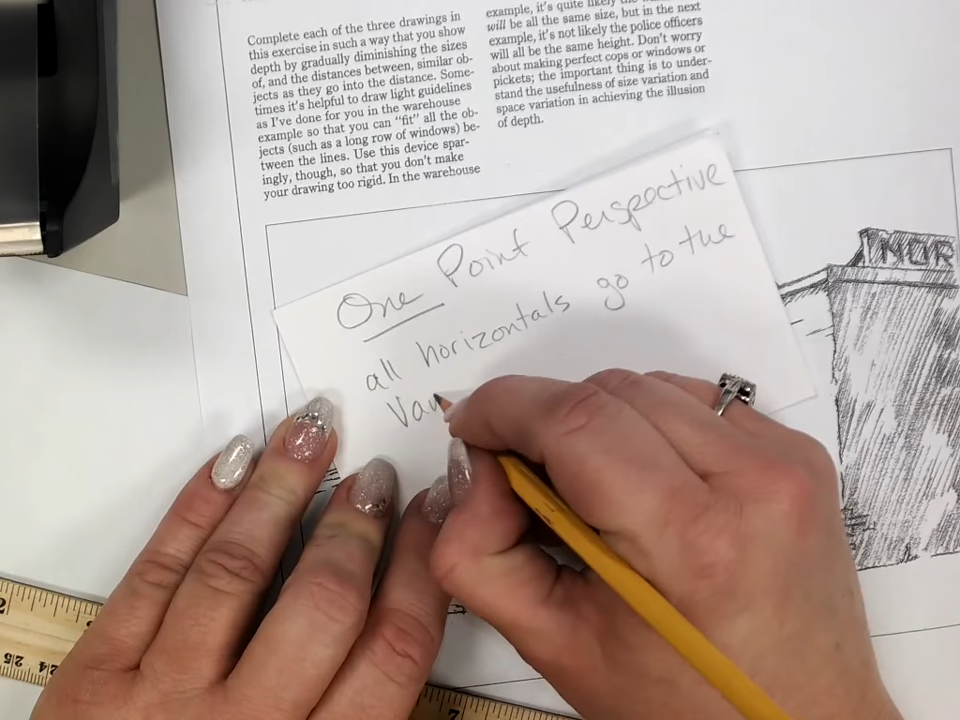 Complete each of the three drawings in
this exercise in such a way that you show
depth by gradually diminishing the sizes
of, and the distances between, similar ob-
jects as they go into the distance. Some-
times it's helpful to draw light guidelines
as I've done for you in the warehouse
example so that you can "fit" all the ob-
jects (such as a long row of windows) be-
tween the lines. Use this device spar-
ingly, though, so that you don't make
your drawing too rigid. In the warehouse
example, it's quite likely the
will be all the same size, but in the next
example, it's not likely the police officers
will all be the same height. Don't worry
about making perfect cops or windows or
pickets; the important thing is to under-
stand the usefulness of size variation and
space variation in achieving the illusion
of depth.
One Point Perspective
all horizontals go to the
Van
NOR
25 24
7